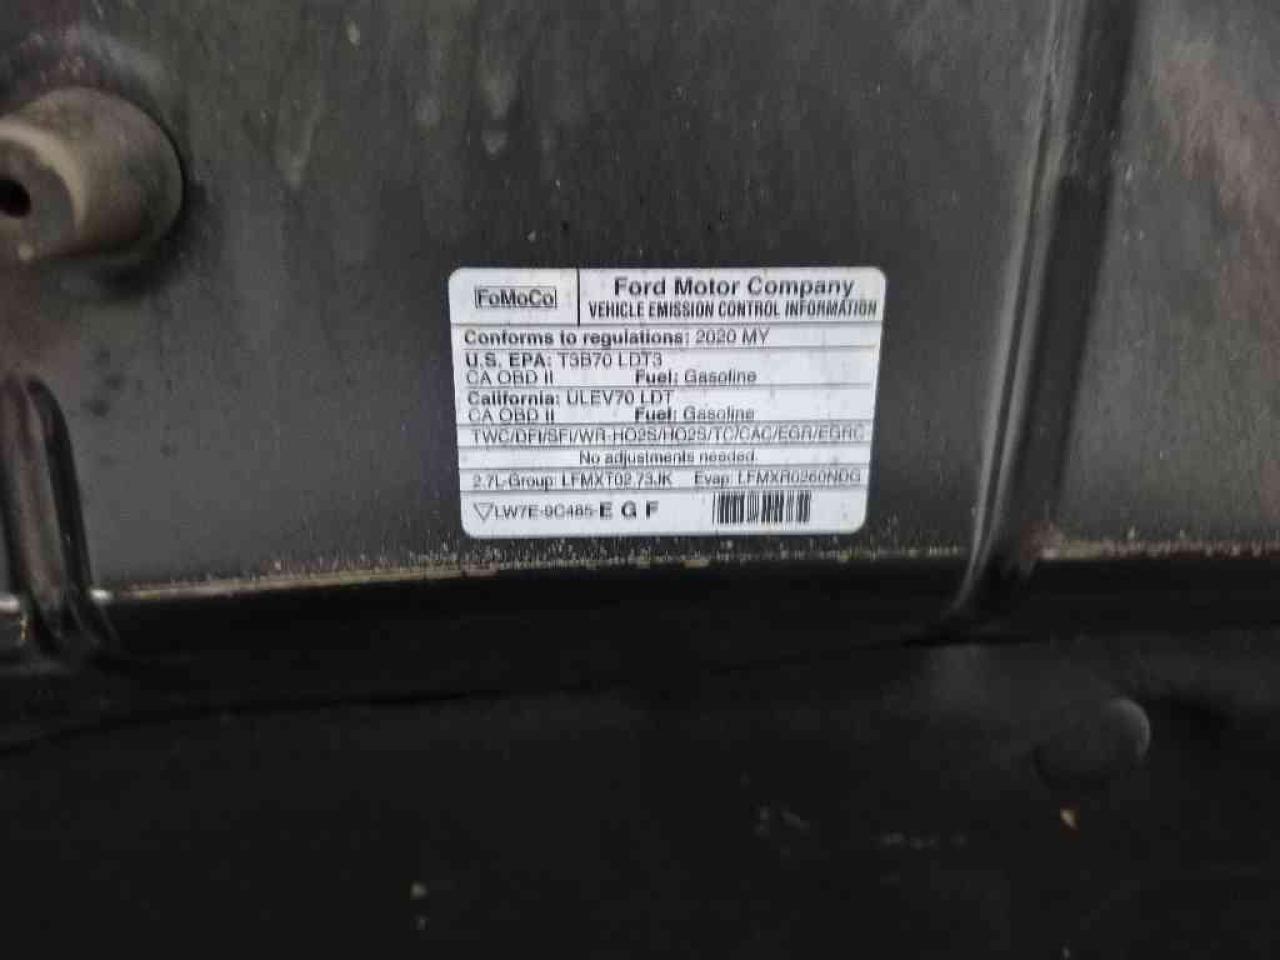 FoMoCo
Ford Motor Company
VEHICLE EMISSION CONTROL INFORMATION
Conforms to regulations: 2020 MY
U.S. EPA: T3B70 LDT3
CA OBD II Fuel: Gasoline
California: ULEV70 LDT
CA OBD II Fuel: Gasoline
TWC/DFI/SFI/WR-HO2S/HO2S/TC/CAC/EGR/EGRC
No adjustments needed.
2.7L-Group: LFMXT02.73JK Evap: LFMXR0260NDG
LW7E-9C485-E G F